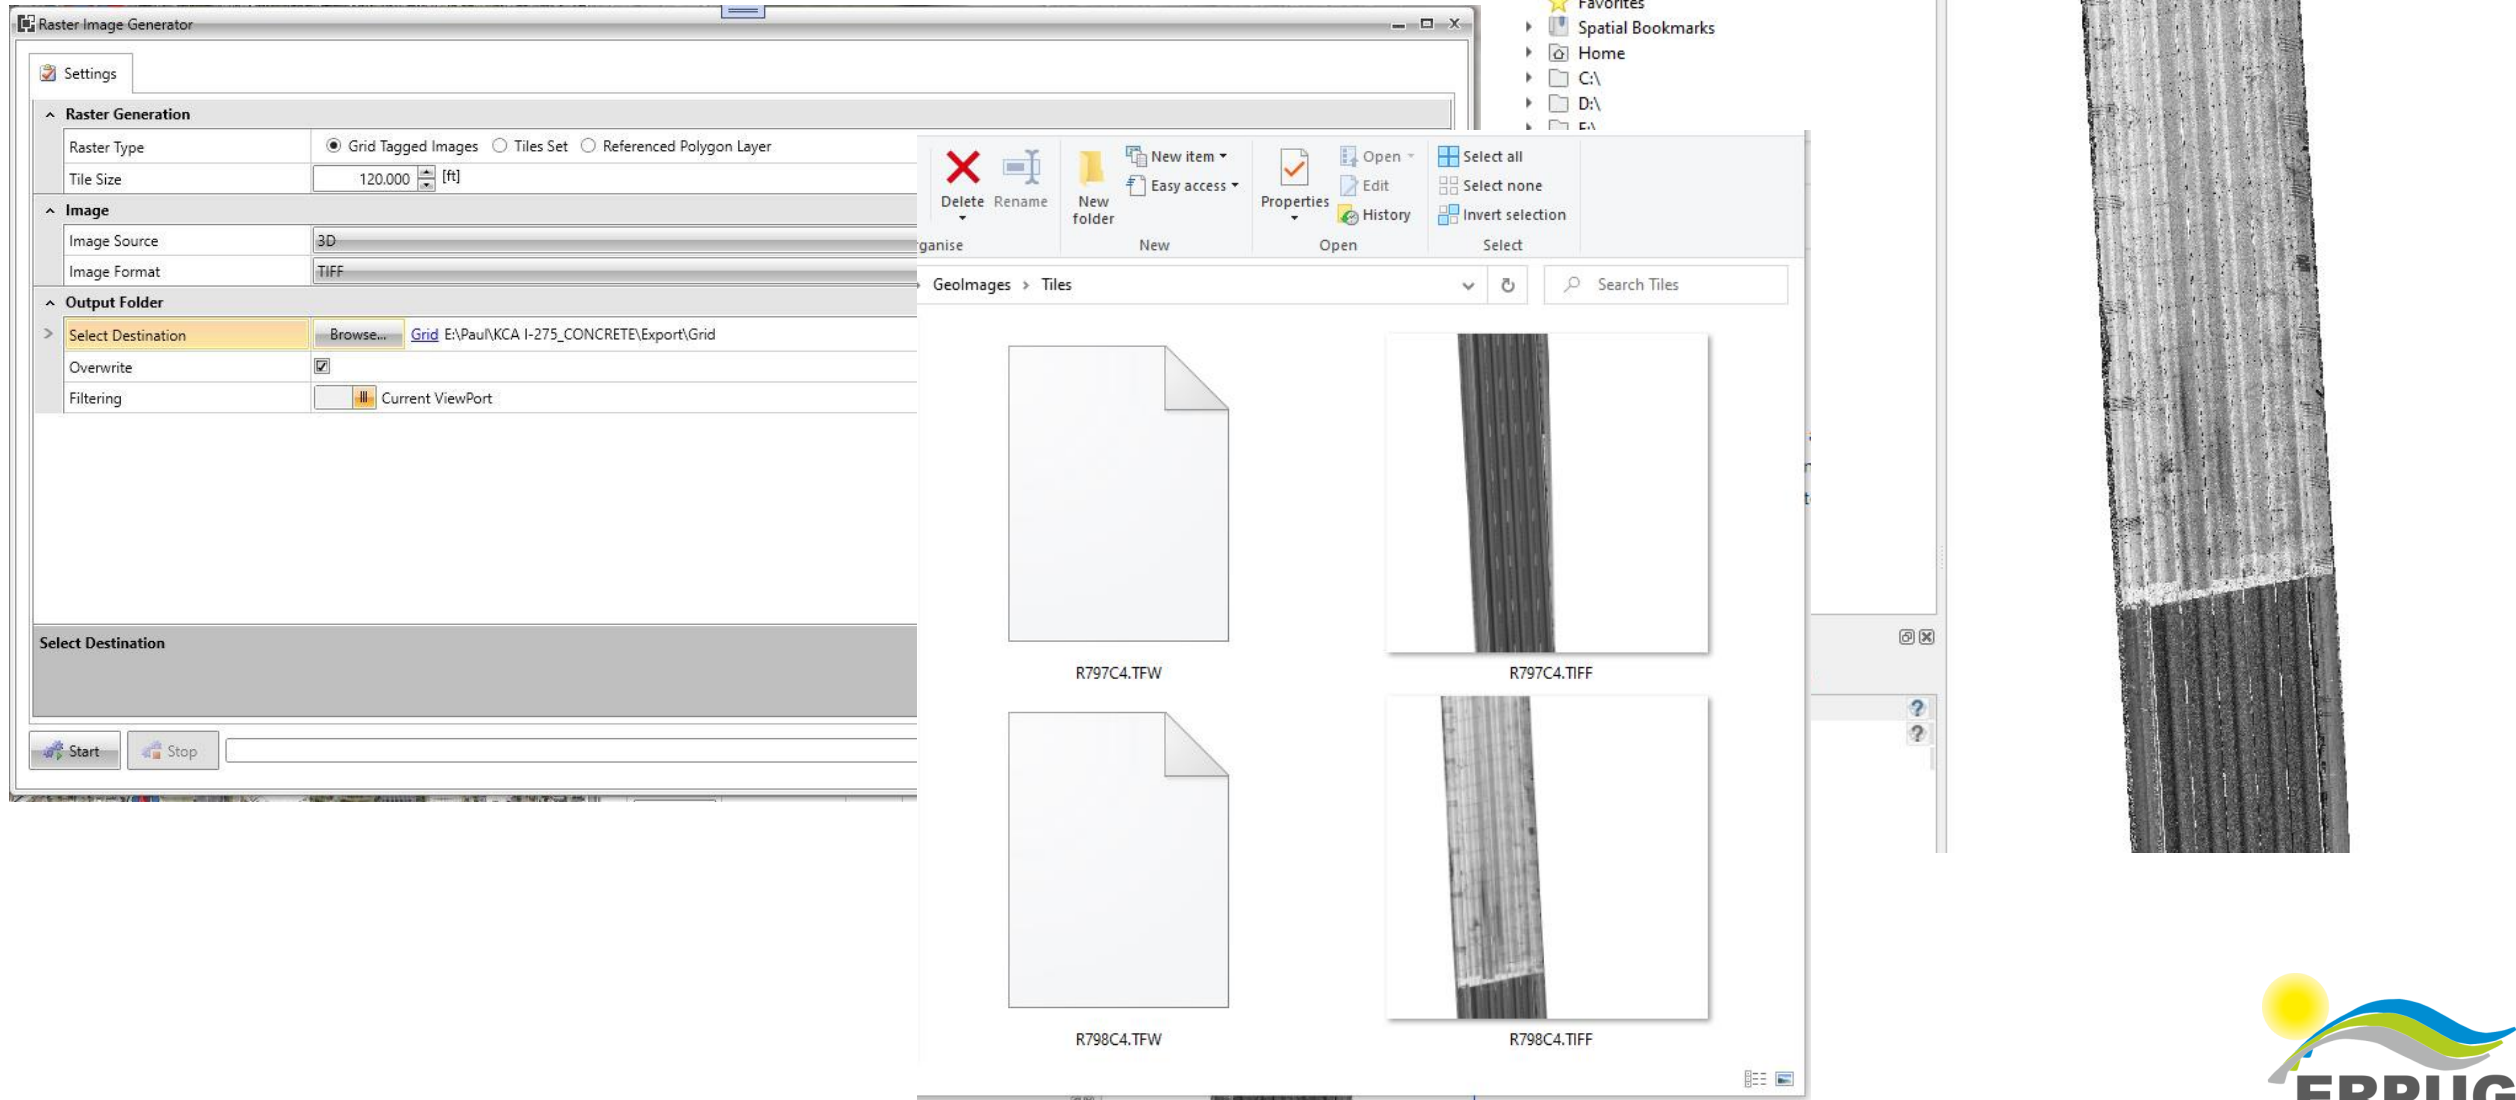 Raster Image Generator
Settings
Raster Generation
Raster Type
Grid Tagged Images
Tiles Set
Referenced Polygon Layer
Tile Size
120.000
[ft]
Image
Image Source
3D
Image Format
TIFF
Output Folder
Select Destination
Browse...
Grid E:\Paul\KCA I-275_CONCRETE\Export\Grid
Overwrite
Filtering
Current ViewPort
Select Destination
Start
Stop
Favorites
Spatial Bookmarks
Home
C:\
D:\
E:\
Delete
Rename
New
folder
New item
Easy access
Properties
Open
Edit
History
Select all
Select none
Invert selection
ganise
New
Open
Select
GeoImages > Tiles
Search Tiles
R797C4.TFW
R797C4.TIFF
R798C4.TFW
R798C4.TIFF
ERPUG